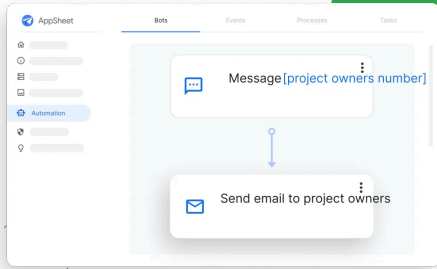 AppSheet
Bots Events Processes Tasks
Automation
Message [project owners number]
Send email to project owners